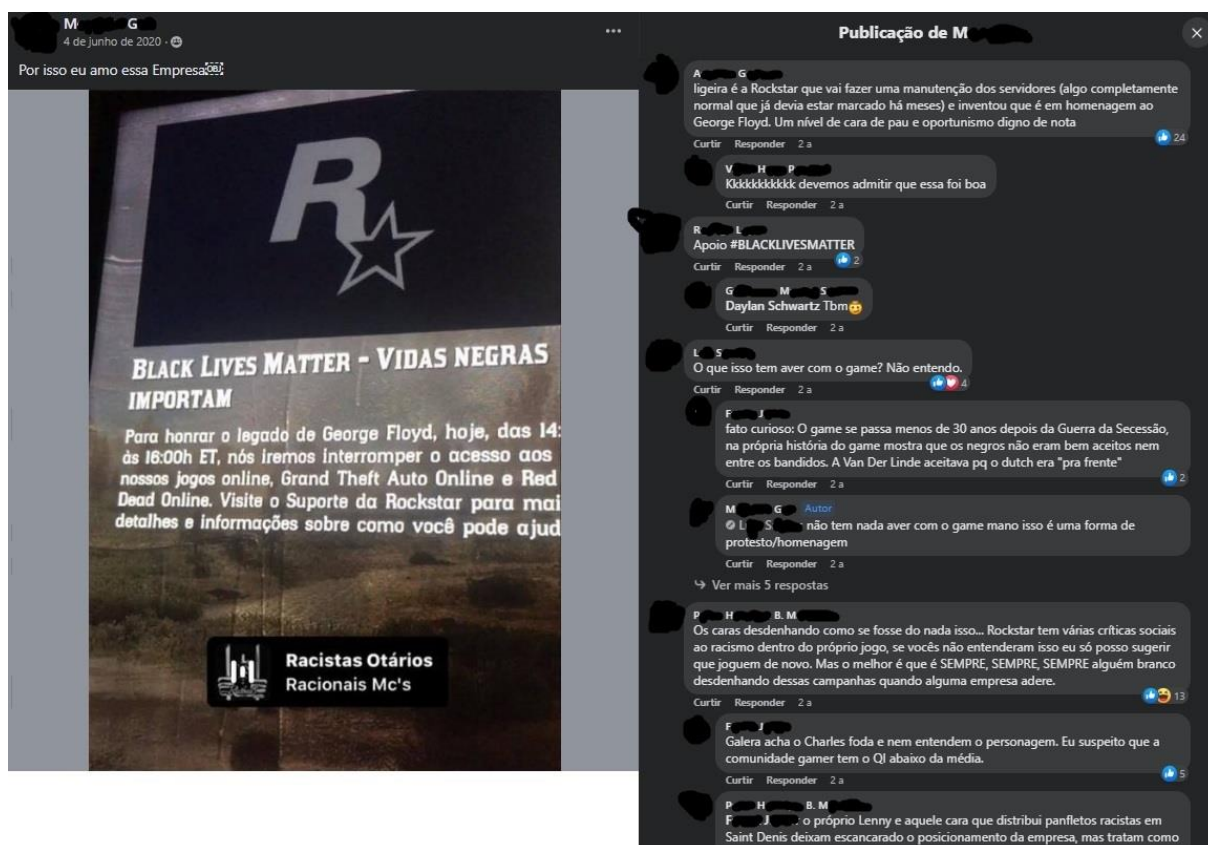 M G
4 de junho de 2020
Por isso eu amo essa Empresa OBJ
R
BLACK LIVES MATTER - VIDAS NEGRAS
IMPORTAM
Para honrar o legado de George Floyd, hoje, das 14:
às 16:00h ET, nós iremos interromper o acesso aos
nossos jogos online, Grand Theft Auto Online e Red
Dead Online. Visite o Suporte da Rockstar para mai
detalhes e informações sobre como você pode ajud
Racistas Otários
Racionais Mc's
Publicação de M
A G
ligeira é a Rockstar que vai fazer uma manutenção dos servidores (algo completamente
normal que já devia estar marcado há meses) e inventou que é em homenagem ao
George Floyd. Um nível de cara de pau e oportunismo digno de nota
24
Curtir Responder 2 a
V H P
Kkkkkkkkkkk devemos admitir que essa foi boa
Curtir Responder 2 a
R L
Apoio #BLACKLIVESMATTER
2
Curtir Responder 2 a
G M S
Daylan Schwartz Tbm
Curtir Responder 2 a
L S
O que isso tem aver com o game? Não entendo.
4
Curtir Responder 2 a
F J
fato curioso: O game se passa menos de 30 anos depois da Guerra da Secessão,
na própria história do game mostra que os negros não eram bem aceitos nem
entre os bandidos. A Van Der Linde aceitava pq o dutch era "pra frente"
2
Curtir Responder 2 a
M G Autor
L S não tem nada aver com o game mano isso é uma forma de
protesto/homenagem
Curtir Responder 2 a
Ver mais 5 respostas
P H B. M
Os caras desdenhando como se fosse do nada isso... Rockstar tem várias críticas sociais
ao racismo dentro do próprio jogo, se vocês não entenderam isso eu só posso sugerir
que joguem de novo. Mas o melhor é que é SEMPRE, SEMPRE, SEMPRE alguém branco
desdenhando dessas campanhas quando alguma empresa adere.
13
Curtir Responder 2 a
F J
Galera acha o Charles foda e nem entendem o personagem. Eu suspeito que a
comunidade gamer tem o QI abaixo da média.
5
Curtir Responder 2 a
P H B. M
F J o próprio Lenny e aquele cara que distribui panfletos racistas em
Saint Denis deixam escancarado o posicionamento da empresa, mas tratam como